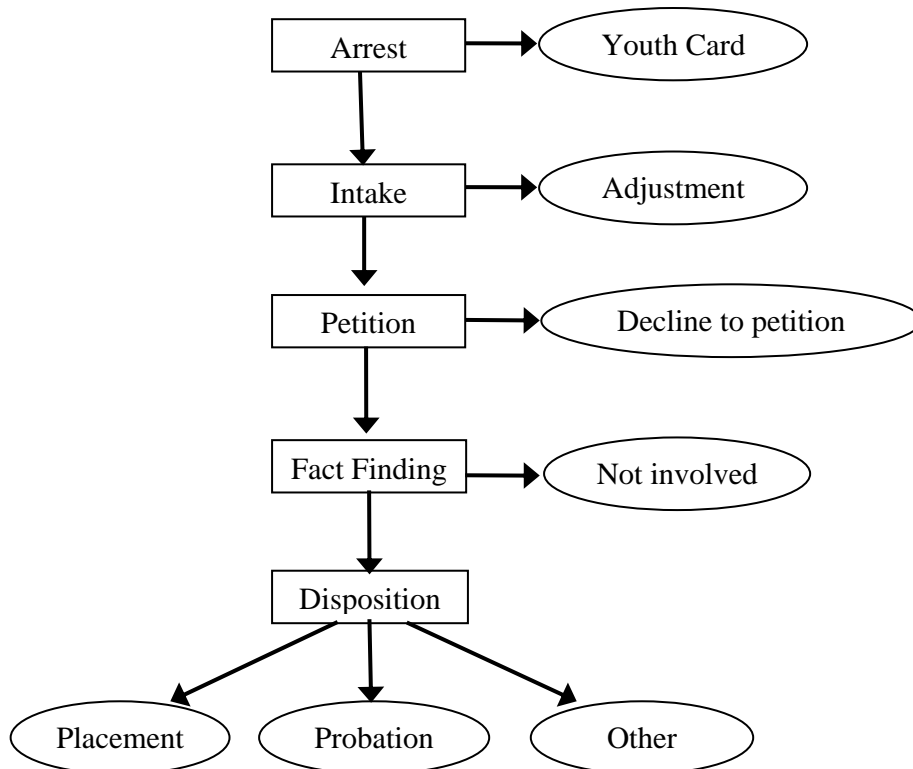 Arrest
Youth Card
Intake
Adjustment
Petition
Decline to petition
Fact Finding
Not involved
Disposition
Placement
Probation
Other